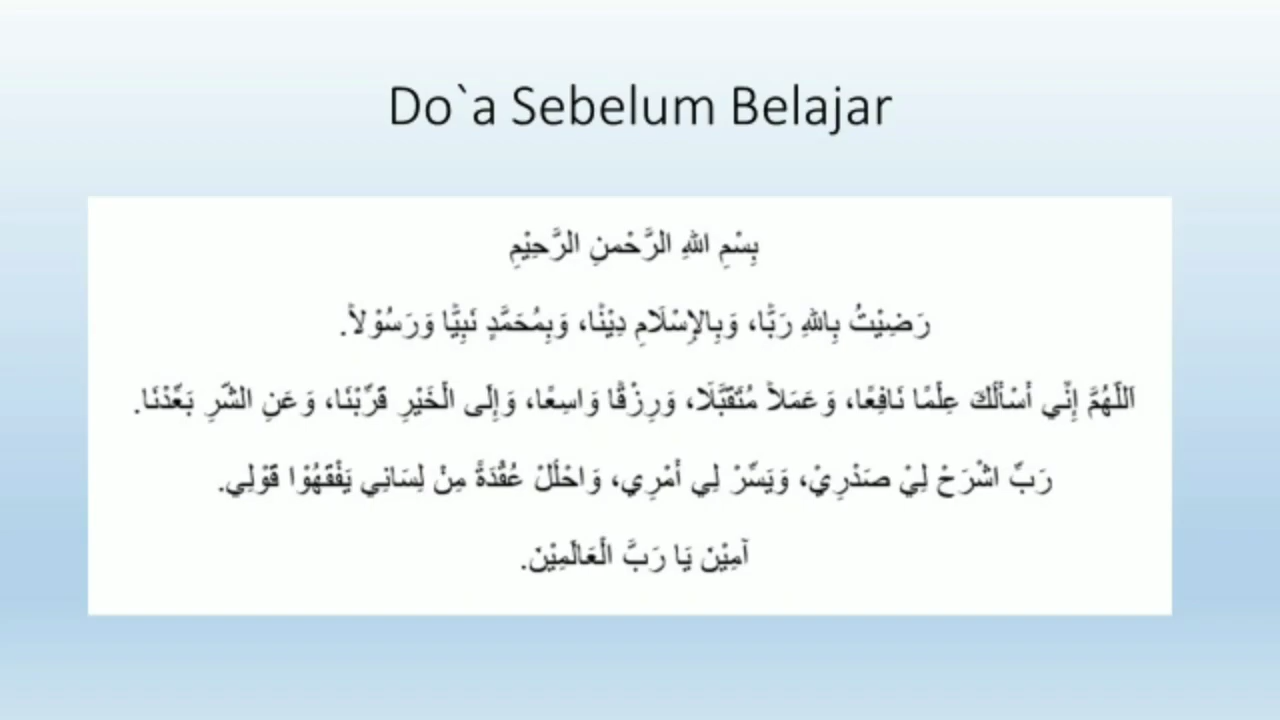 Do`a Sebelum Belajar
بِسْمِ اللهِ الرَّحْمنِ الرَّحِيْمِ
رَضِيْتُ بِاللهِ رَبًّا، وَبِالإِسْلَامِ دِيْنًا، وَبِمُحَمَّدٍ نَبِيًّا وَرَسُوْلاً.
اَللّهُمَّ إِنِّي أَسْأَلُكَ عِلْمًا نَافِعًا، وَعَمَلاً مُتَقَبَّلَا، وَرِزْقًا وَاسِعًا، وَإِلَى الْخَيْرِ قَرِّبْنَا، وَعَنِ الشَّرِ بَعِّدْنَا.
رَبِّ اشْرَحْ لِيْ صَدْرِيْ، وَيَسِّرْ لِي أَمْرِي، وَاحْلُلْ عُقْدَةً مِنْ لِسَانِي يَفْقَهُوْا قَوْلِي.
آمِيْنَ يَا رَبَّ الْعَالَمِيْنَ.